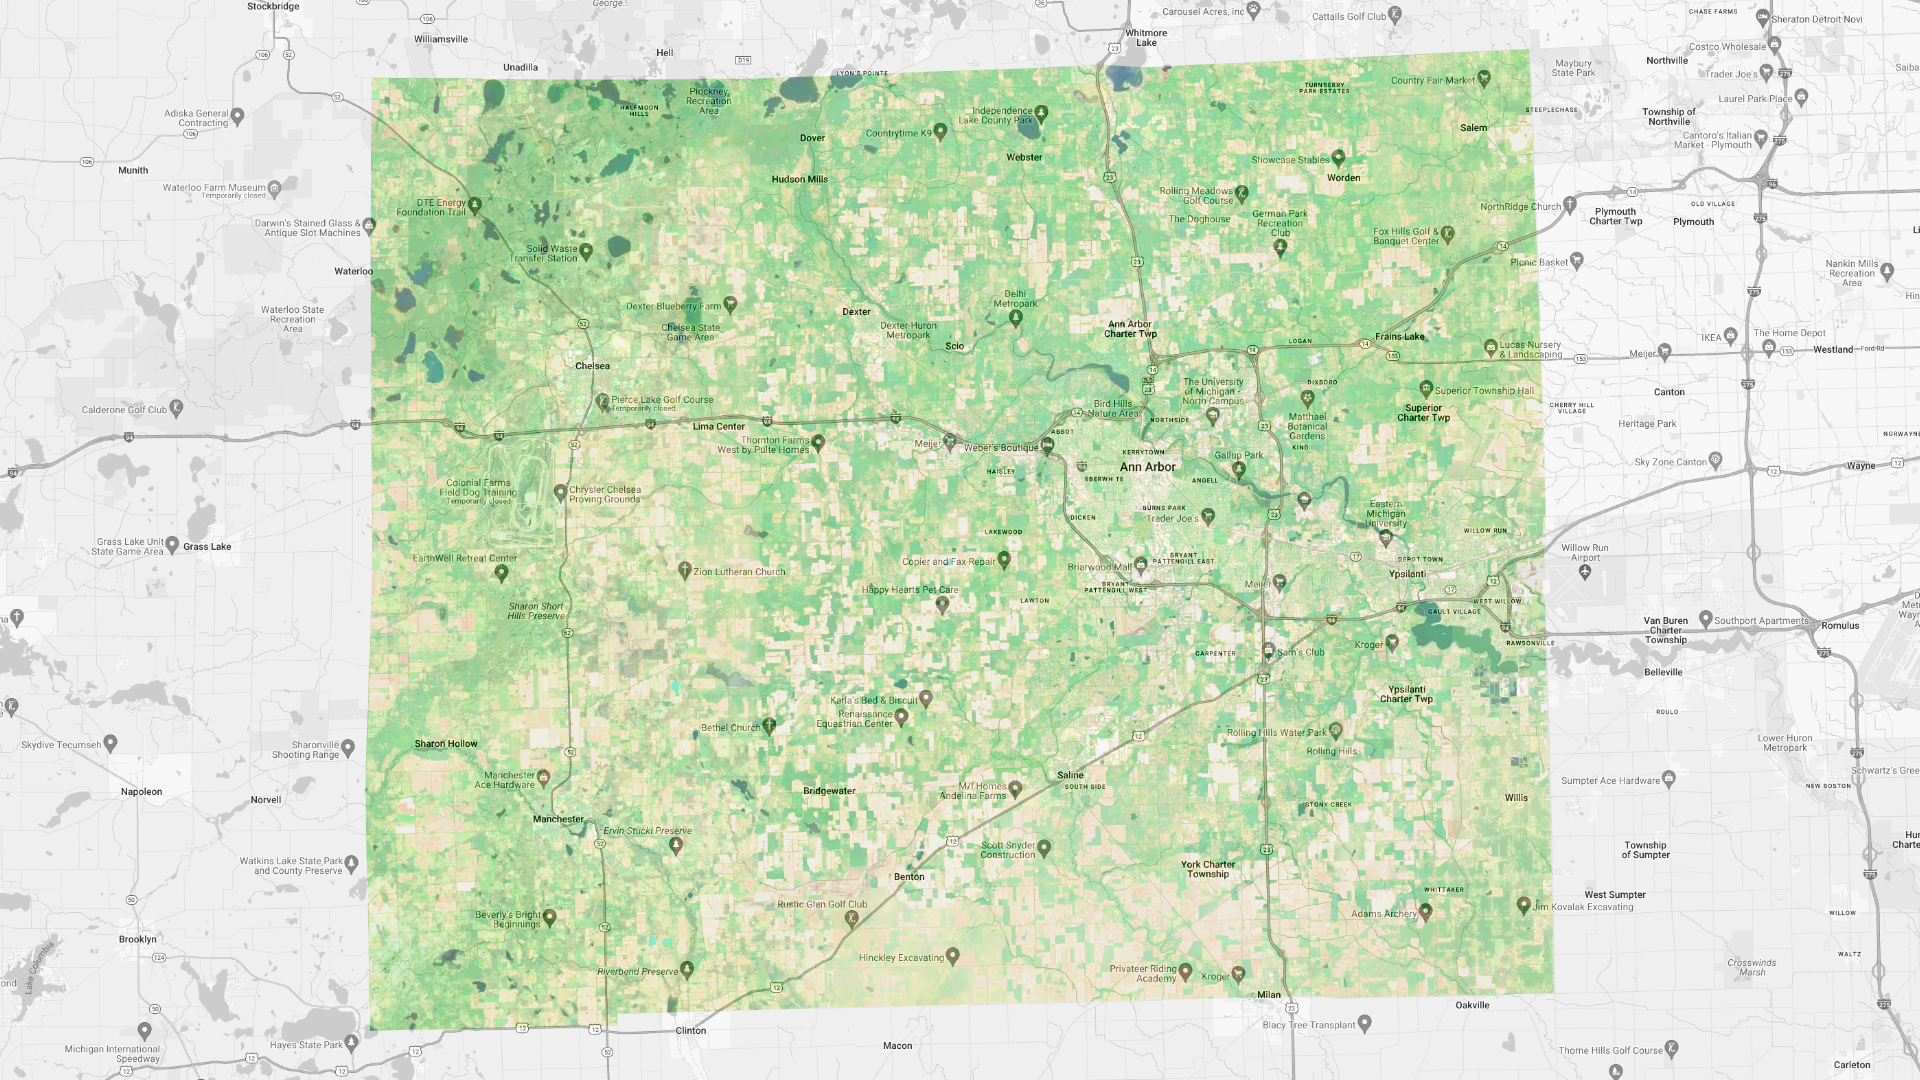 Stockbridge
George...
Williamsville
Hell
Unadilla
Carousel Acres, inc
Cattails Golf Club
CHASE FARMS
Sheraton Detroit Novi
Whitmore
Lake
Costco Wholesale
Northville
Trader Joe's
Maybury
State Park
LYON'S POINTE
Pinckney
Recreation
Area
HALFMOON
HILLS
Adiska General
Contracting
Munith
Waterloo Farm Museum
Temporarily closed
Darwin's Stained Glass &
Antique Slot Machines
Waterloo
Waterloo State
Recreation
Area
DTE Energy
Foundation Trail
Solid Waste
Transfer Station
Dover
Countrytime K9
Hudson Mills
Independence
Lake County Park
Webster
TURNBERRY
PARK ESTATES
Country Fair Market
STEEPLECHASE
Salem
Laurel Park Place
Township of
Northville
Cantoro's Italian
Market - Plymouth
Showcase Stables
Worden
Rolling Meadows
Golf Course
The Doghouse
German Park
Recreation
Club
NorthRidge Church
OLD VILLAGE
Plymouth
Charter Twp
Plymouth
Fox Hills Golf &
Banquet Center
Picnic Basket
Nankin Mills
Recreation
Area
Dexter Blueberry Farm
Chelsea State
Game Area
Dexter
Dexter-Huron
Metropark
Delhi
Metropark
Scio
Ann Arbor
Charter Twp
LOGAN
Frains Lake
Lucas Nursery
& Landscaping
IKEA
The Home Depot
Meijer
Westland
Ford Rd
Chelsea
Calderone Golf Club
Pierce Lake Golf Course
Temporarily closed
Lima Center
Thornton Farms
West by Pulte Homes
Meijer
Weber's Boutique
The University
of Michigan -
North Campus
Bird Hills
Nature Area
NORTHSIDE
ABBOT
DIXBORO
Matthaei
Botanical
Gardens
Superior Township Hall
Superior
Charter Twp
Canton
CHERRY HILL
VILLAGE
Heritage Park
Sky Zone Canton
Wayne
KERRYTOWN
Ann Arbor
KING
Gallup Park
HAISLEY
EBERWHITE
ANGELL
Colonial Farms
Field Dog Training
Temporarily closed
Chrysler Chelsea
Proving Grounds
BURNS PARK
DICKEN
Trader Joe's
Eastern
Michigan
University
WILLOW RUN
Grass Lake Unit
State Game Area
Grass Lake
LAKEWOOD
EarthWell Retreat Center
Zion Lutheran Church
Copier and Fax Repair
Briarwood Mall
BRYANT
PATTENGILL EAST
DEPOT TOWN
Ypsilanti
Willow Run
Airport
Happy Hearts Pet Care
BRYANT
PATTENGILL WEST
Meijer
LAWTON
Sharon Short
Hills Preserve
GAULT VILLAGE
WEST WILLOW
RAWSONVILLE
Van Buren
Charter
Township
Southport Apartments
Romulus
Kroger
CARPENTER
Sam's Club
Belleville
Karla's Bed & Biscuit
Renaissance
Equestrian Center
Bethel Church
Ypsilanti
Charter Twp
ROULO
Rolling Hills Water Park
Rolling Hills
Lower Huron
Metropark
Skydive Tecumseh
Sharonville
Shooting Range
Sharon Hollow
Napoleon
Norvell
Manchester
Ace Hardware
Manchester
Bridgewater
Saline
SOUTH SIDE
M/I Homes
Andelina Farms
STONY CREEK
Willis
Sumpter Ace Hardware
NEW BOSTON
Ervin Stucki Preserve
Scott Snyder
Construction
Watkins Lake State Park
and County Preserve
Township
of Sumpter
Benton
York Charter
Township
WHITTAKER
West Sumpter
Jim Kovalak Excavating
Adams Archery
WILLOW
Beverly's Bright
Beginnings
Rustic Glen Golf Club
Brooklyn
Lake Columbia
WALTZ
Crosswinds
Marsh
Riverbend Preserve
Hinckley Excavating
Privateer Riding
Academy
Kroger
Milan
Oakville
Clinton
Blacy Tree Transplant
Michigan International
Speedway
Hayes State Park
Macon
Thorne Hills Golf Course
Carleton